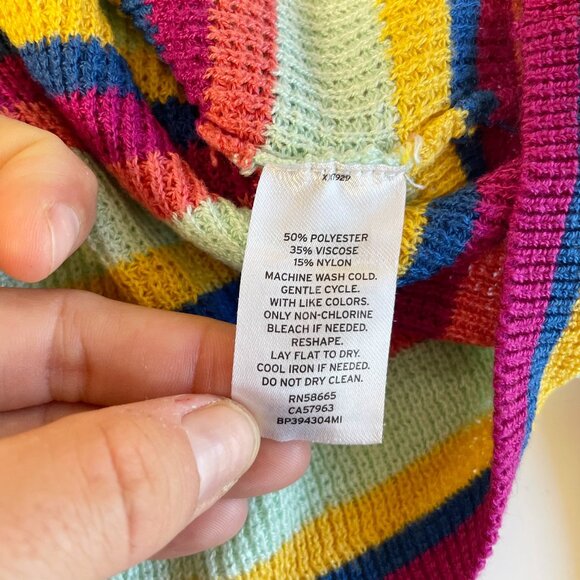 50% POLYESTER
35% VISCOSE
15% NYLON
MACHINE WASH COLD.
GENTLE CYCLE.
WITH LIKE COLORS.
ONLY NON-CHLORINE
BLEACH IF NEEDED.
RESHAPE.
LAY FLAT TO DRY.
COOL IRON IF NEEDED.
DO NOT DRY CLEAN.
RN58665
CA57963
BP394304MI